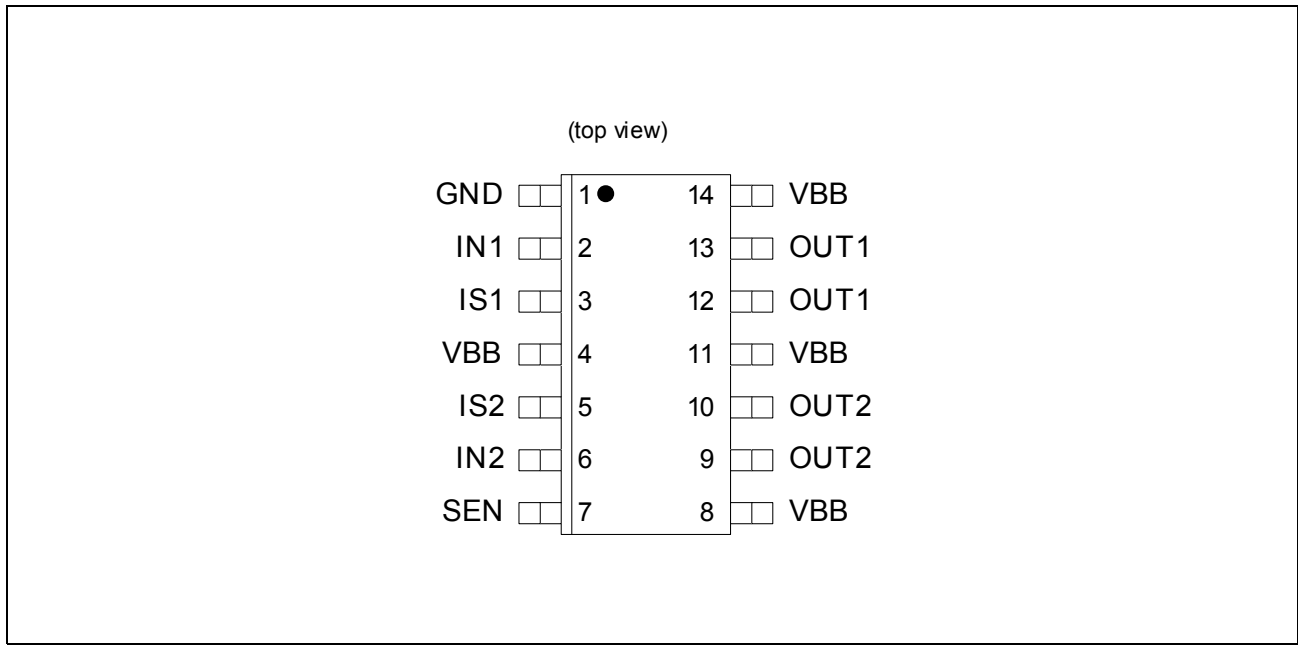 (top view)
GND 1 14 VBB
IN1 2 13 OUT1
IS1 3 12 OUT1
VBB 4 11 VBB
IS2 5 10 OUT2
IN2 6 9 OUT2
SEN 7 8 VBB